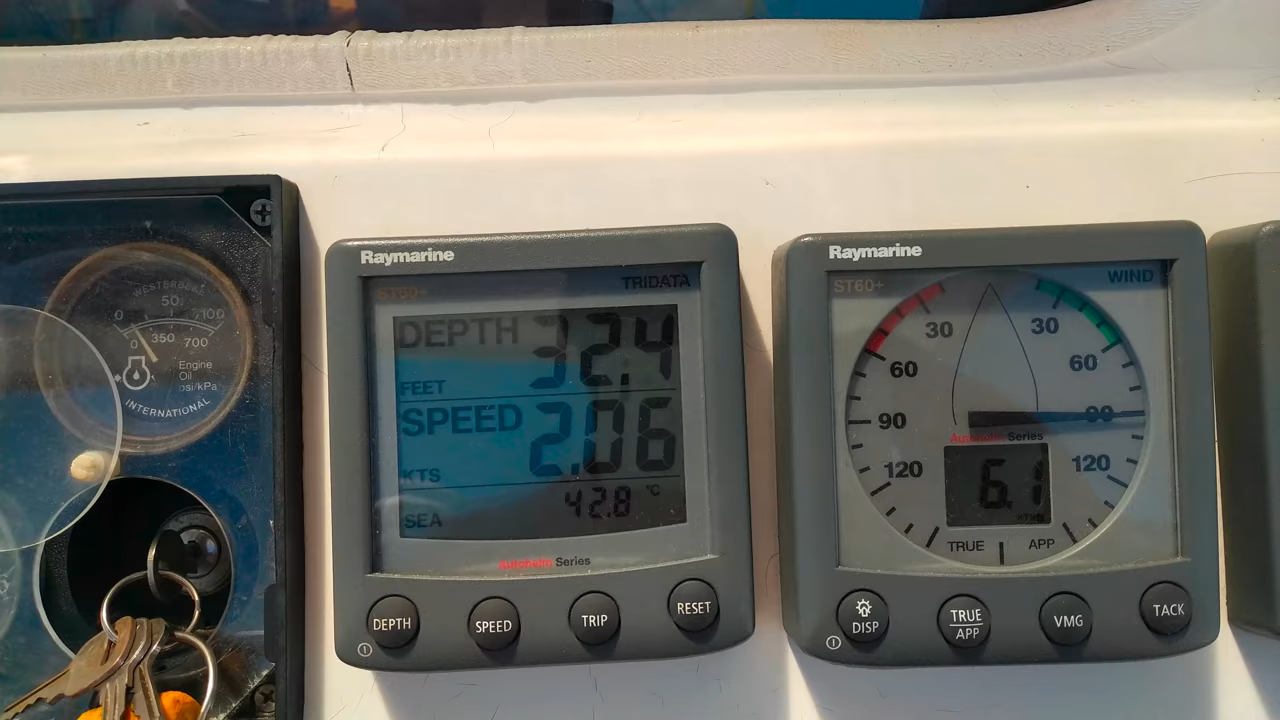 WESTERBEKE
50
0 100
0 350 700
Engine
Oil
psi/kPa
INTERNATIONAL
Raymarine
ST60+ TRIDATA
DEPTH 32.4
FEET
SPEED 2.06
KTS
SEA 42.8 °C
Autohelm Series
DEPTH
SPEED
TRIP
RESET
Raymarine
ST60+ WIND
30 30
60 60
90 90
120 120
Autohelm Series
6.1
TRUE APP
DISP
TRUE
APP
VMG
TACK